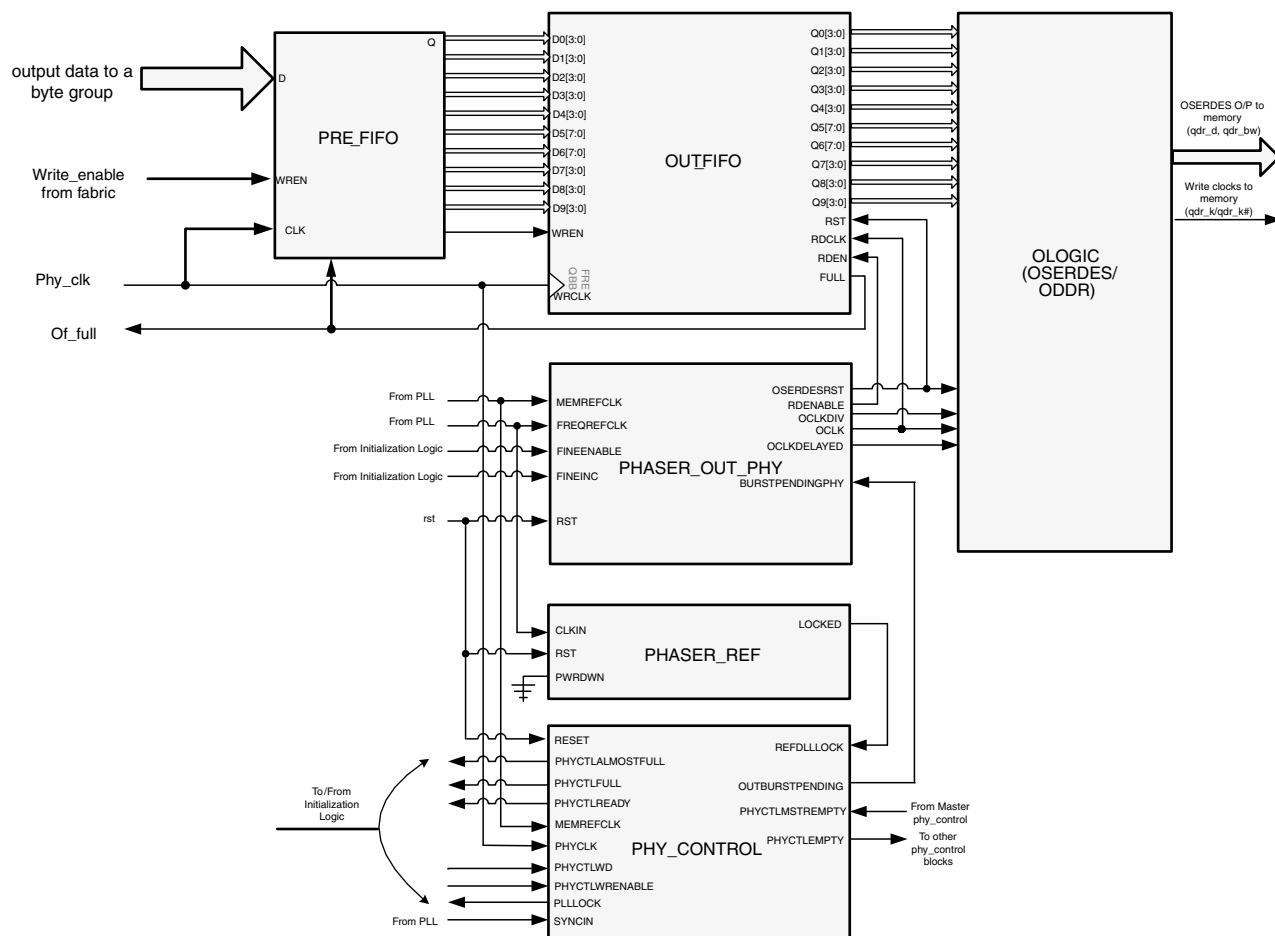 output data to a
byte group
Write_enable
from fabric
Phy_clk
Of_full
Q
D
PRE_FIFO
WREN
CLK
D0[3:0]
D1[3:0]
D2[3:0]
D3[3:0]
D4[3:0]
D5[7:0]
D6[7:0]
D7[3:0]
D8[3:0]
D9[3:0]
WREN
FRE
QBB
WRCLK
OUT_FIFO
Q0[3:0]
Q1[3:0]
Q2[3:0]
Q3[3:0]
Q4[3:0]
Q5[7:0]
Q6[7:0]
Q7[3:0]
Q8[3:0]
Q9[3:0]
RST
RDCLK
RDEN
FULL
OLOGIC
(OSERDES/
ODDR)
OSERDES O/P to
memory
(qdr_d, qdr_bw)
Write clocks to
memory
(qdr_k/qdr_k#)
From PLL
From PLL
From Initialization Logic
From Initialization Logic
rst
MEMREFCLK
FREQREFCLK
FINEENABLE
FINEINC
RST
PHASER_OUT_PHY
OSERDESRST
RDENABLE
OCLKDIV
OCLK
OCLKDELAYED
BURSTPENDINGPHY
CLKIN
RST
PWRDWN
PHASER_REF
LOCKED
To/From
Initialization
Logic
From PLL
RESET
PHYCTLALMOSTFULL
PHYCTLFULL
PHYCTLREADY
MEMREFCLK
PHYCLK
PHYCTLWD
PHYCTLWRENABLE
PLLLOCK
SYNCIN
PHY_CONTROL
REFDLLLOCK
OUTBURSTPENDING
PHYCTLMSTREMPTY
PHYCTLEMPTY
From Master
phy_control
To other
phy_control
blocks